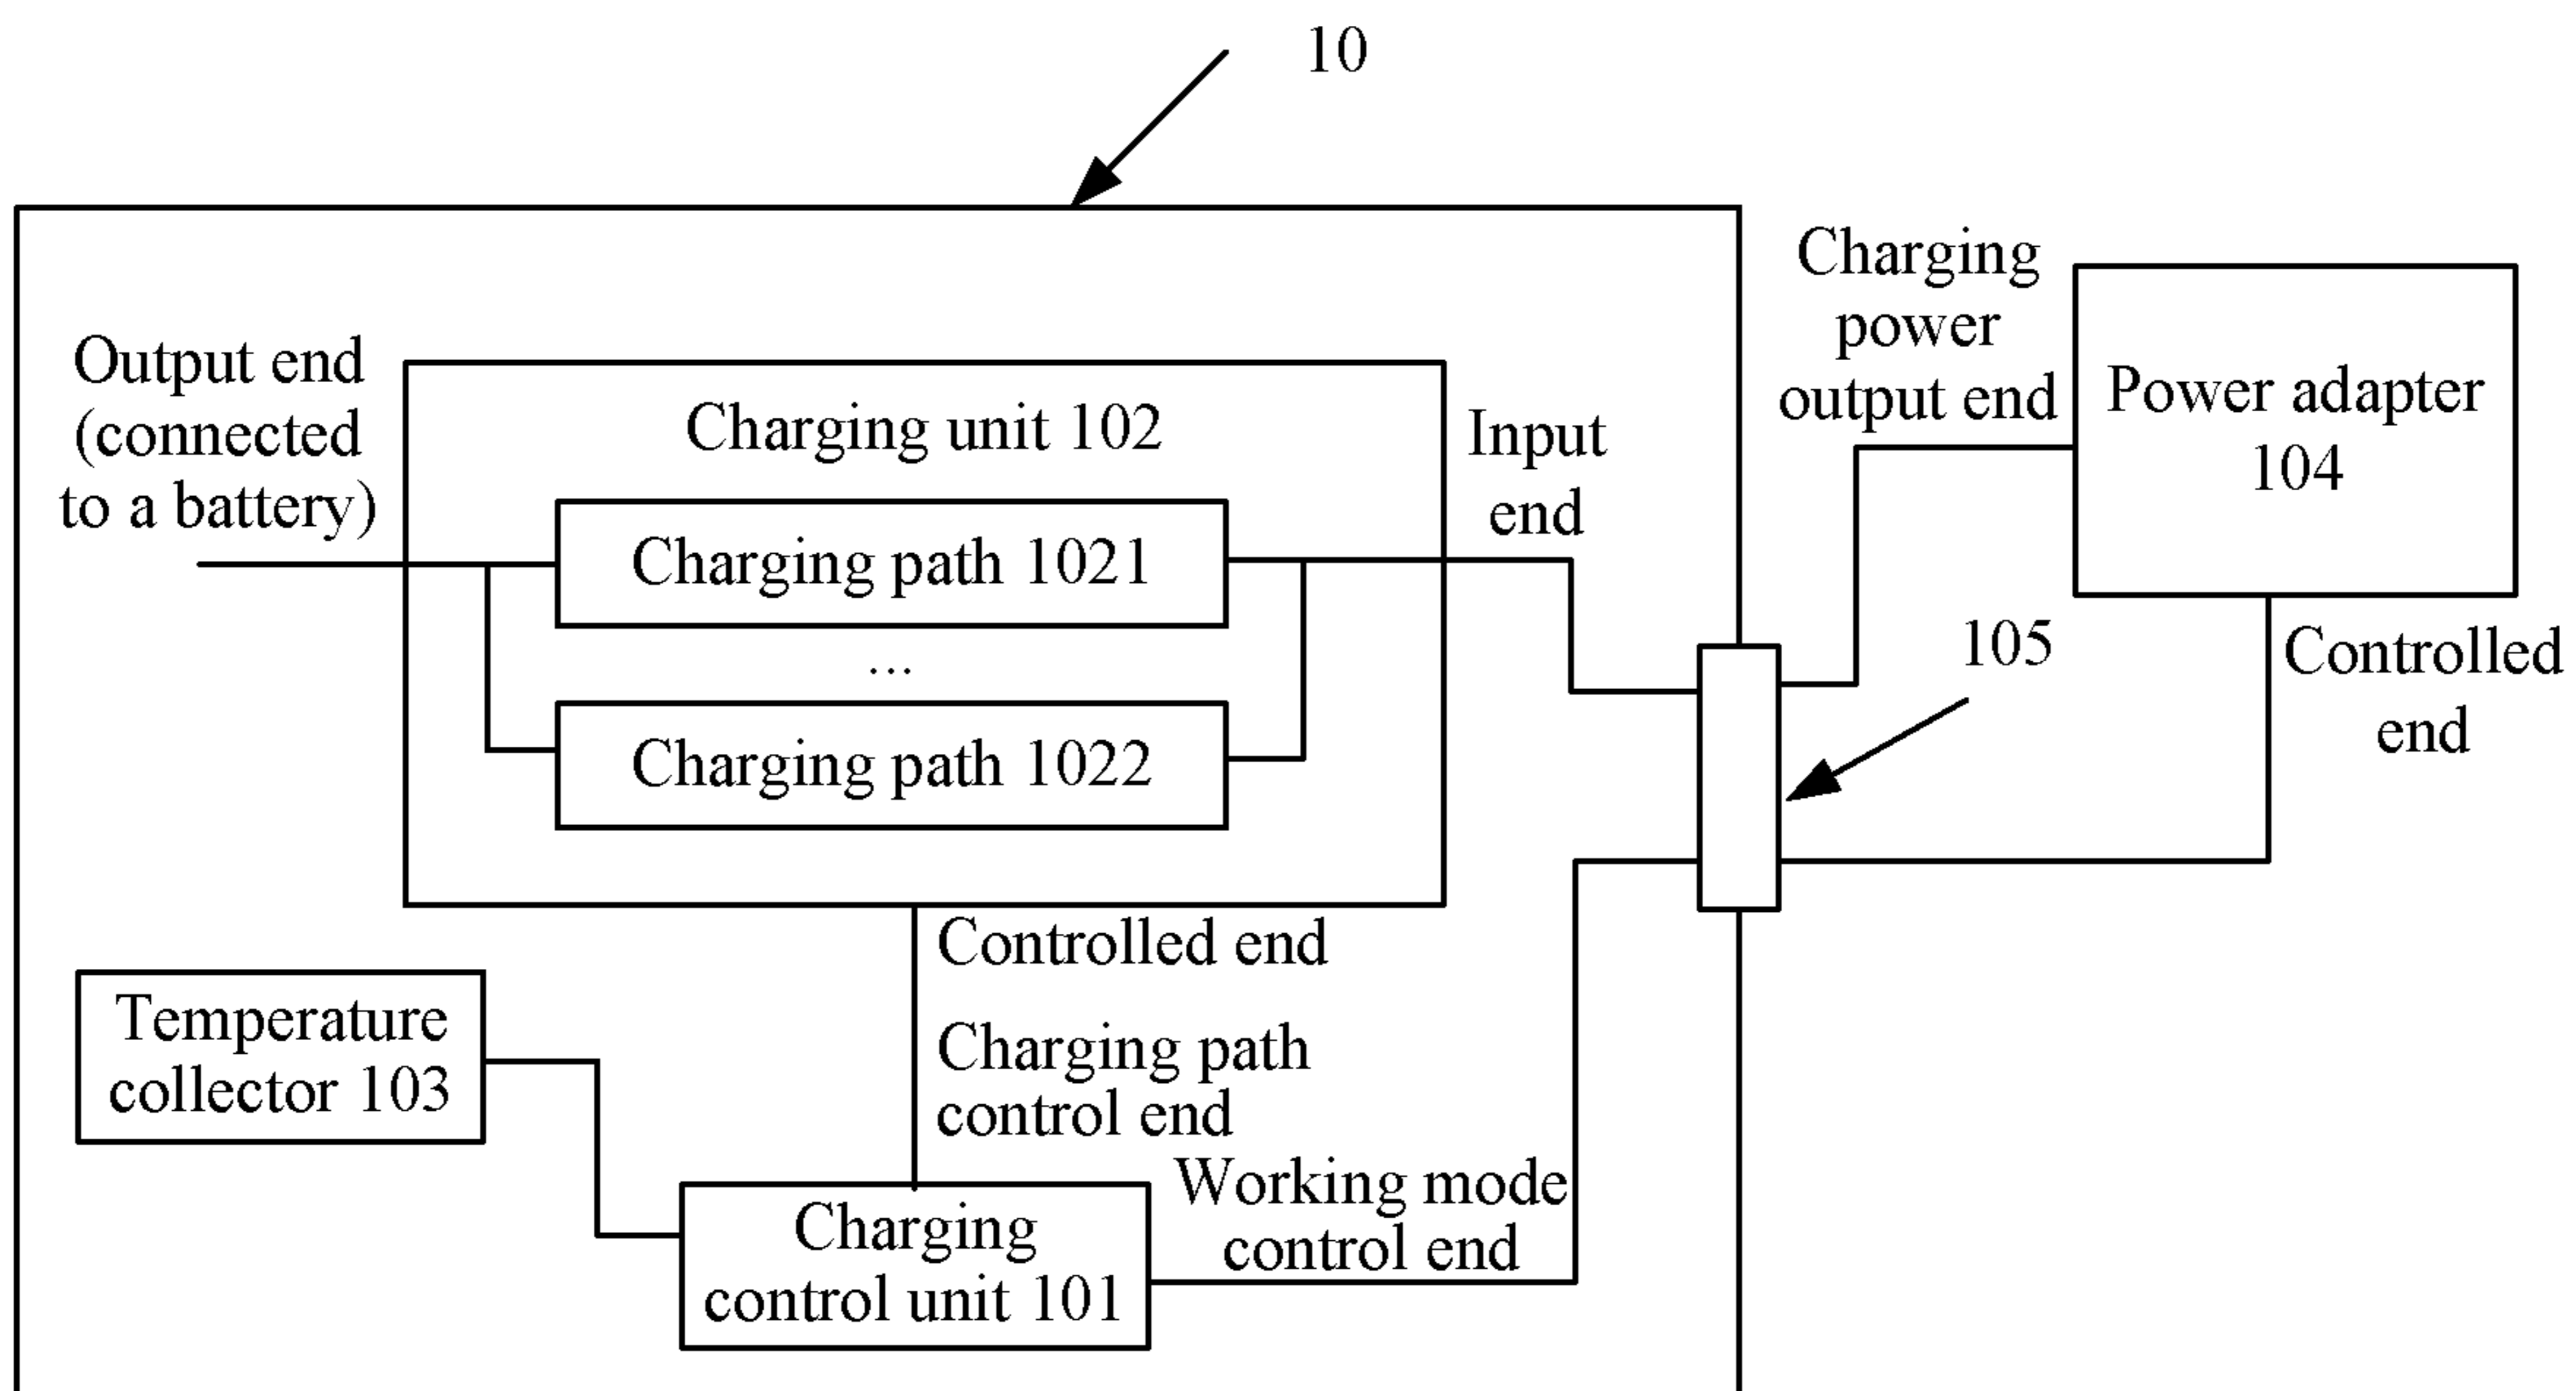 10
Output end
(connected
to a battery)
Charging unit 102
Charging path 1021
...
Charging path 1022
Input
end
Charging
power
output end
Power adapter
104
105
Controlled
end
Controlled end
Charging path
control end
Temperature
collector 103
Charging
control unit 101
Working mode
control end